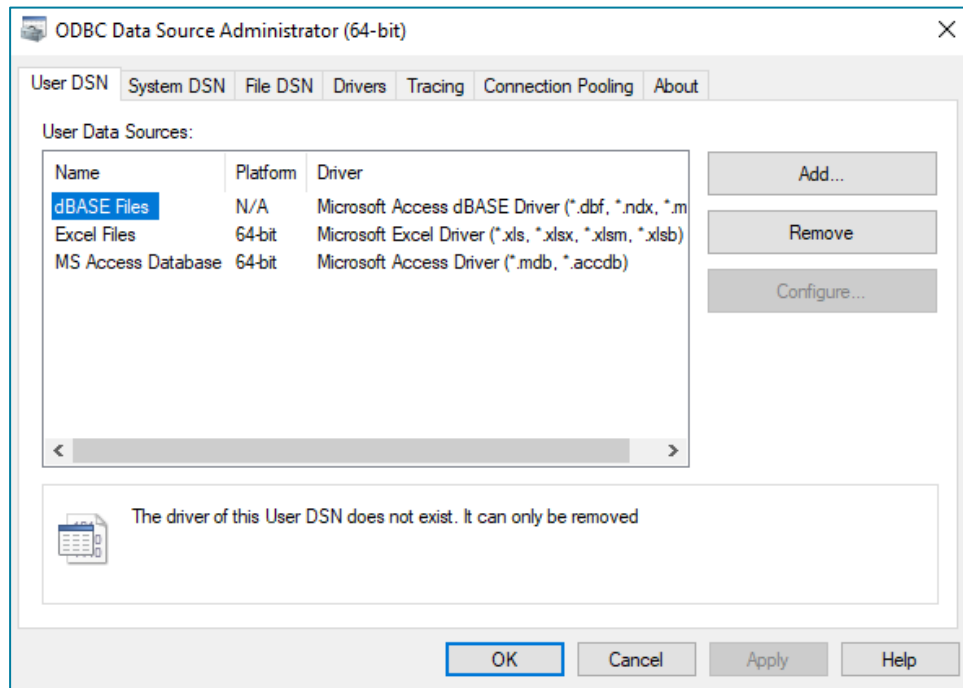 ODBC Data Source Administrator (64-bit)
User DSN System DSN File DSN Drivers Tracing Connection Pooling About
User Data Sources:
Name Platform Driver
dBASE Files N/A Microsoft Access dBASE Driver (*.dbf, *.ndx, *.m
Excel Files 64-bit Microsoft Excel Driver (*.xls, *.xlsx, *.xlsm, *.xlsb)
MS Access Database 64-bit Microsoft Access Driver (*.mdb, *.accdb)
Add...
Remove
Configure...
The driver of this User DSN does not exist. It can only be removed
OK Cancel Apply Help